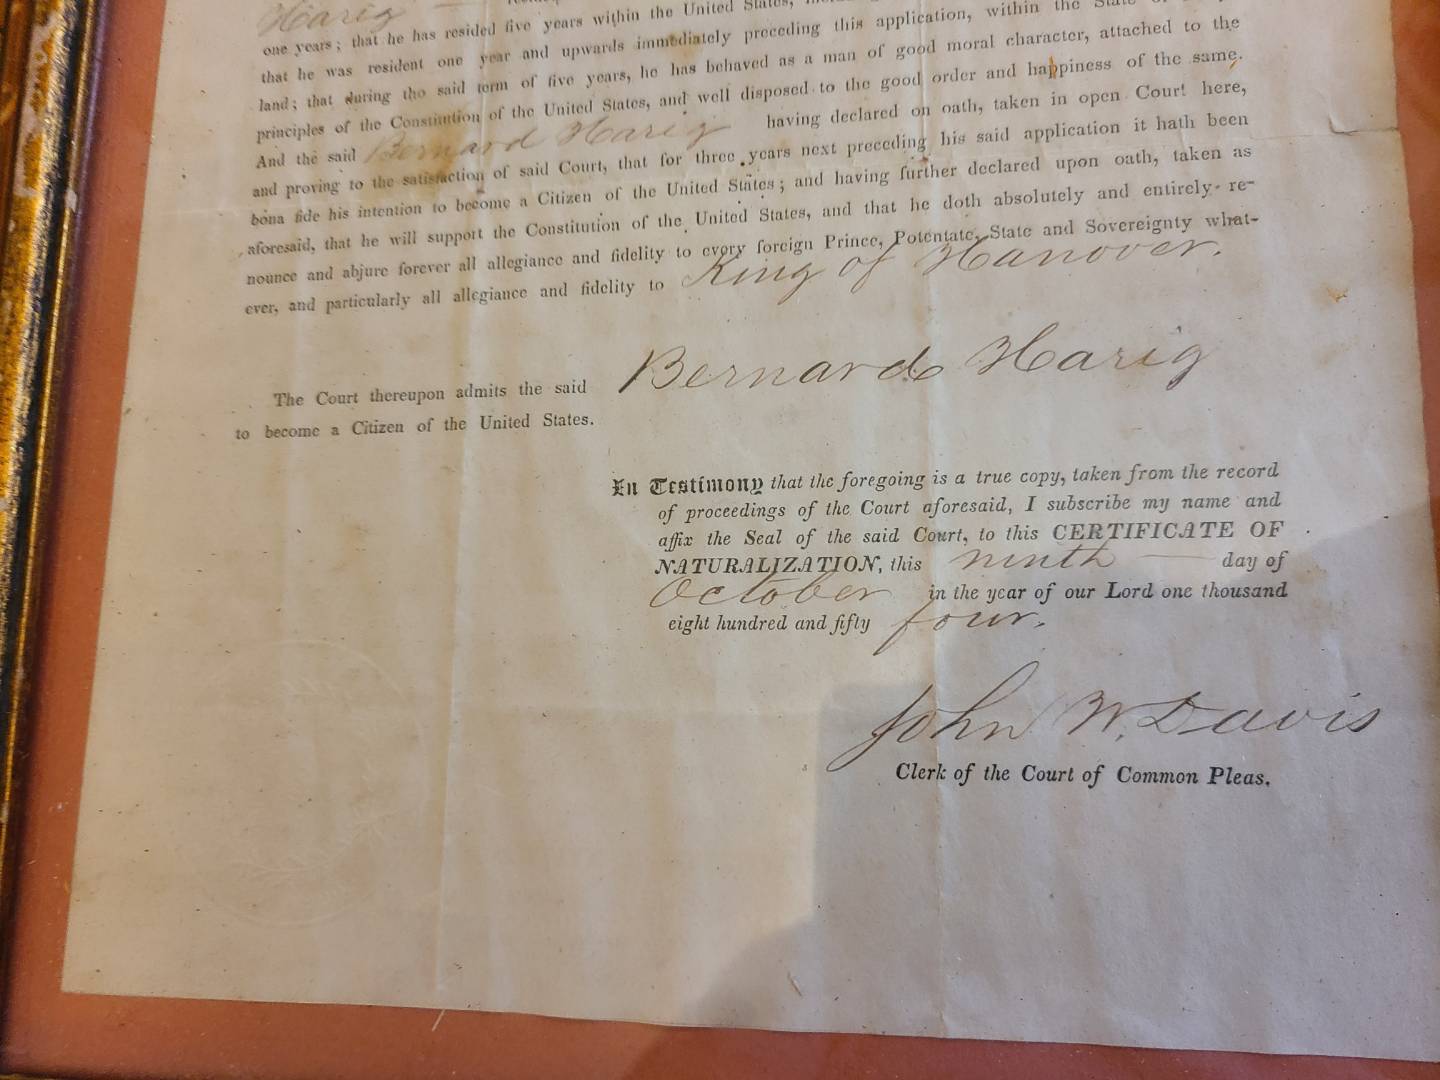 Harig
one years; that he has resided five years within the United States,
that he was resident one year and upwards immediately preceding this application, within the State of
land; that during the said term of five years, he has behaved as a man of good moral character, attached to the
principles of the Constitution of the United States, and well disposed to the good order and happiness of the same.
And the said Bernard Harig having declared on oath, taken in open Court here,
and proving to the satisfaction of said Court, that for three years next preceding his said application it hath been
bona fide his intention to become a Citizen of the United States; and having further declared upon oath, taken as
aforesaid, that he will support the Constitution of the United States, and that he doth absolutely and entirely re-
nounce and abjure forever all allegiance and fidelity to every foreign Prince, Potentate, State and Sovereignty what-
ever, and particularly all allegiance and fidelity to King of Hanover.
Bernard Harig
The Court thereupon admits the said
to become a Citizen of the United States.
In Testimony that the foregoing is a true copy, taken from the record
of proceedings of the Court aforesaid, I subscribe my name and
affix the Seal of the said Court, to this CERTIFICATE OF
NATURALIZATION, this ninth day of
October in the year of our Lord one thousand
eight hundred and fifty four.
John W. Davis
Clerk of the Court of Common Pleas.